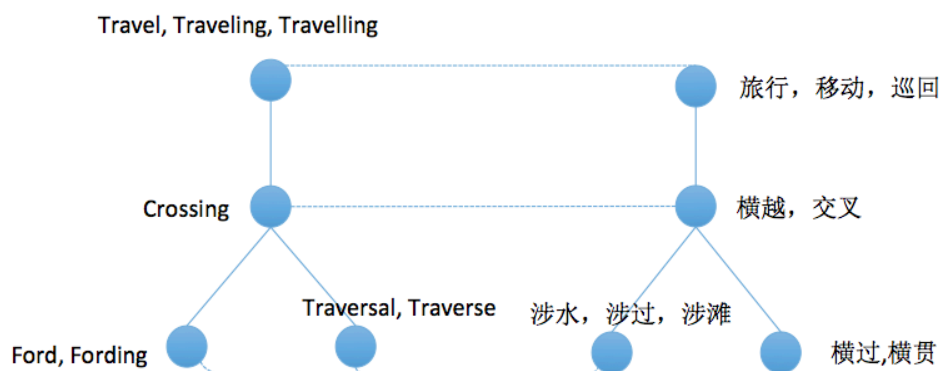 Travel, Traveling, Travelling
旅行，移动，巡回
Crossing
横越，交叉
Traversal, Traverse
涉水，涉过，涉滩
Ford, Fording
横过,横贯